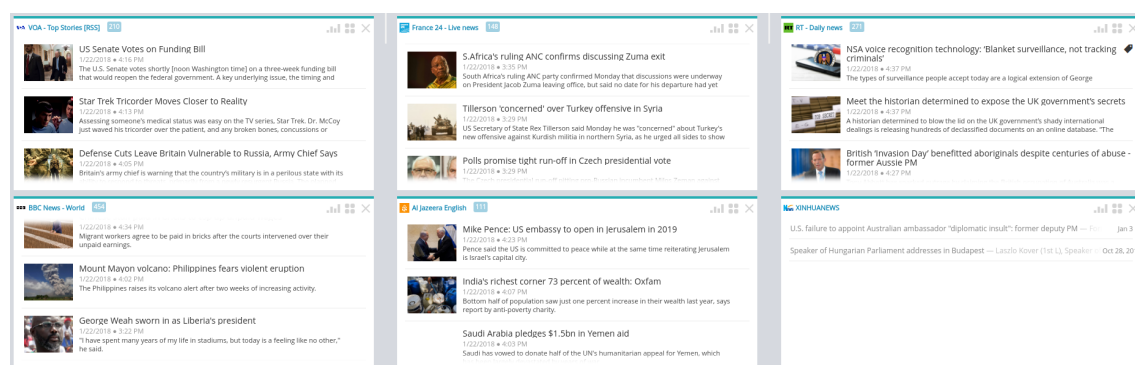 VOA - Top Stories [RSS] 210
US Senate Votes on Funding Bill
1/22/2018 • 4:16 PM
The U.S. Senate votes shortly [noon Washington time] on a three-week funding bill
that would reopen the federal government. A key underlying issue, the timing and
Star Trek Tricorder Moves Closer to Reality
1/22/2018 • 4:13 PM
Assessing someone's medical status was easy on the TV series, Star Trek. Dr. McCoy
just waved his tricorder over the patient, and any broken bones, concussions or
Defense Cuts Leave Britain Vulnerable to Russia, Army Chief Says
1/22/2018 • 4:05 PM
Britain's army chief is warning that the country's military is in a perilous state with its
France 24 - Live news 148
S.Africa's ruling ANC confirms discussing Zuma exit
1/22/2018 • 3:35 PM
South Africa's ruling ANC party confirmed Monday that discussions were underway
on President Jacob Zuma leaving office, but said no date for his departure had yet
Tillerson 'concerned' over Turkey offensive in Syria
1/22/2018 • 3:29 PM
US Secretary of State Rex Tillerson said Monday he was "concerned" about Turkey's
new offensive against Kurdish militia in northern Syria, as he urged all sides to show
Polls promise tight run-off in Czech presidential vote
1/22/2018 • 3:29 PM
RT - Daily news 271
NSA voice recognition technology: 'Blanket surveillance, not tracking
criminals'
1/22/2018 • 4:37 PM
The types of surveillance people accept today are a logical extension of George
Meet the historian determined to expose the UK government's secrets
1/22/2018 • 4:37 PM
A historian determined to blow the lid on the UK government's shady international
dealings is releasing hundreds of declassified documents on an online database. "The
British 'Invasion Day' benefitted aboriginals despite centuries of abuse -
former Aussie PM
1/22/2018 • 4:27 PM
BBC News - World 454
1/22/2018 • 4:34 PM
Migrant workers agree to be paid in bricks after the courts intervened over their
unpaid earnings.
Mount Mayon volcano: Philippines fears violent eruption
1/22/2018 • 4:02 PM
The Philippines raises its volcano alert after two weeks of increasing activity.
George Weah sworn in as Liberia's president
1/22/2018 • 3:22 PM
"I have spent many years of my life in stadiums, but today is a feeling like no other,"
he said.
Al Jazeera English 111
Mike Pence: US embassy to open in Jerusalem in 2019
1/22/2018 • 4:23 PM
Pence said the US is committed to peace while at the same time reiterating Jerusalem
is Israel's capital city.
India's richest corner 73 percent of wealth: Oxfam
1/22/2018 • 4:07 PM
Bottom half of population saw just one percent increase in their wealth last year, says
report by anti-poverty charity.
Saudi Arabia pledges $1.5bn in Yemen aid
1/22/2018 • 4:03 PM
Saudi has vowed to donate half of the UN's humanitarian appeal for Yemen, which
XINHUANEWS
U.S. failure to appoint Australian ambassador "diplomatic insult": former deputy PM — Jan 3
Speaker of Hungarian Parliament addresses in Budapest — Laszlo Kover (1st L), Speaker Oct 28, 20